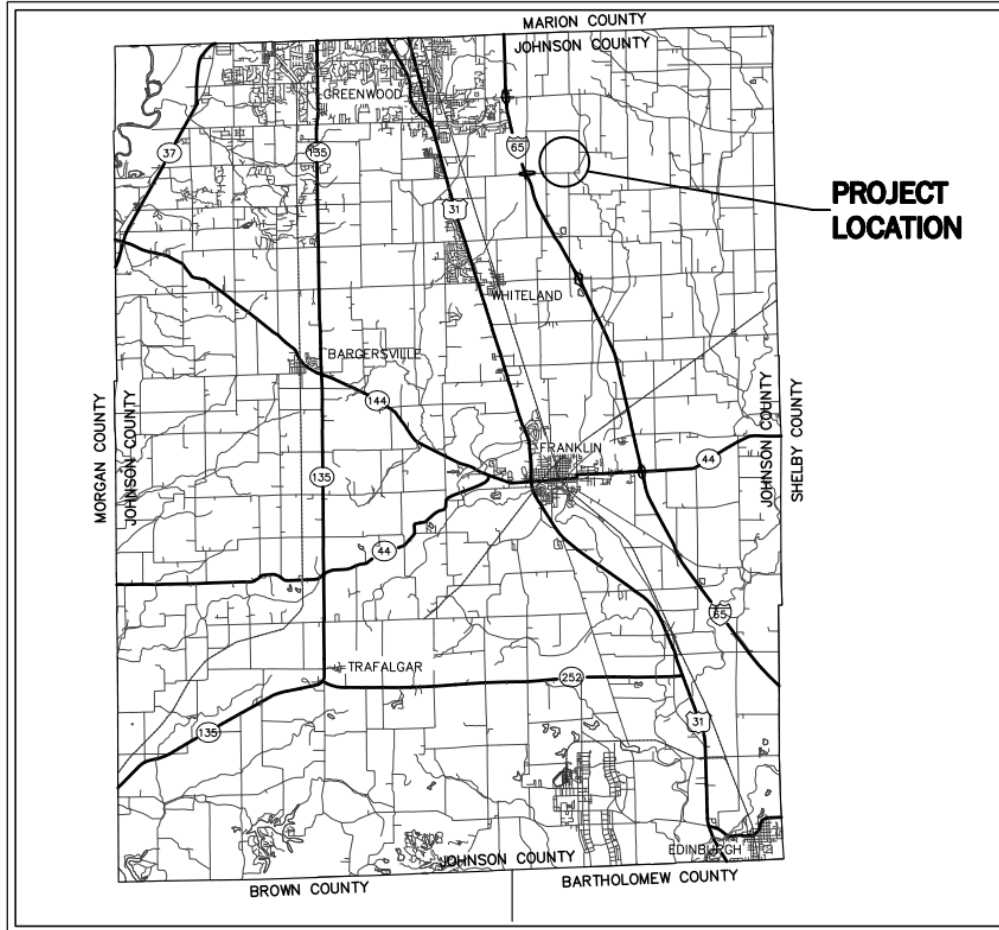 MARION COUNTY
JOHNSON COUNTY
GREENWOOD
37
135
65
31
PROJECT
LOCATION
WHITELAND
BARGERSVILLE
144
MORGAN COUNTY
JOHNSON COUNTY
FRANKLIN
44
JOHNSON COUNTY
SHELBY COUNTY
135
44
65
TRAFALGAR
252
31
135
EDINBURGH
JOHNSON COUNTY
BROWN COUNTY
BARTHOLOMEW COUNTY